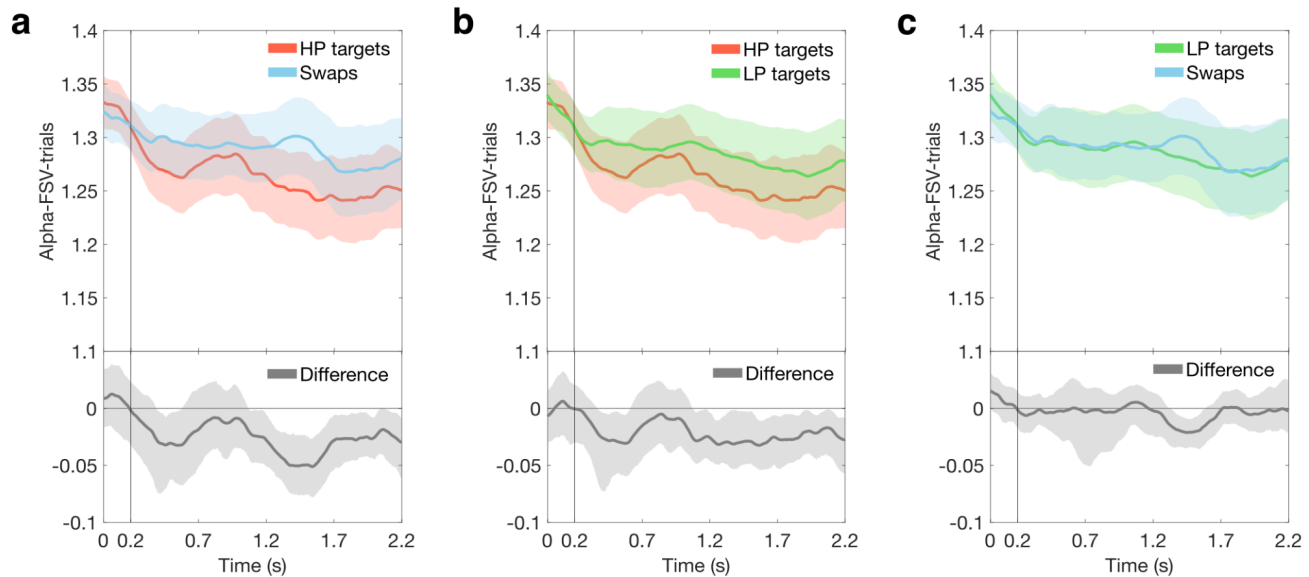 a
HP targets
Swaps
Alpha-FSV-trials
1.4
1.35
1.3
1.25
1.2
1.15
1.1
Difference
0
-0.05
-0.1
0 0.2 0.7 1.2 1.7 2.2
Time (s)
b
HP targets
LP targets
Alpha-FSV-trials
1.4
1.35
1.3
1.25
1.2
1.15
1.1
Difference
0
-0.05
-0.1
0 0.2 0.7 1.2 1.7 2.2
Time (s)
c
LP targets
Swaps
Alpha-FSV-trials
1.4
1.35
1.3
1.25
1.2
1.15
1.1
Difference
0
-0.05
-0.1
0 0.2 0.7 1.2 1.7 2.2
Time (s)